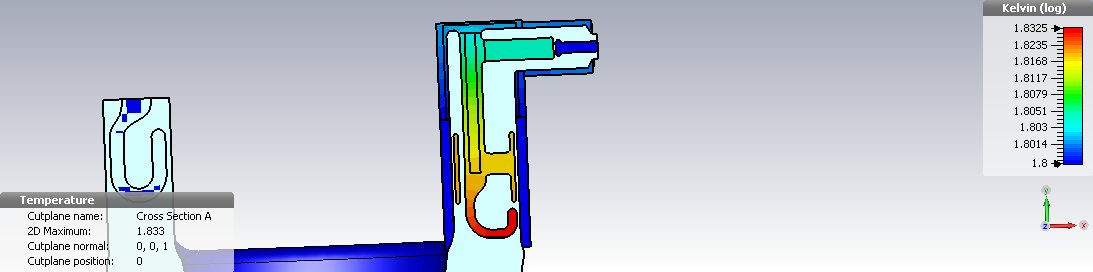 Kelvin (log)
1.8325
1.8235
1.8168
1.8117
1.8079
1.8051
1.803
1.8014
1.8
Temperature
Cutplane name: Cross Section A
2D Maximum: 1.833
Cutplane normal: 0, 0, 1
Cutplane position: 0
y
z x